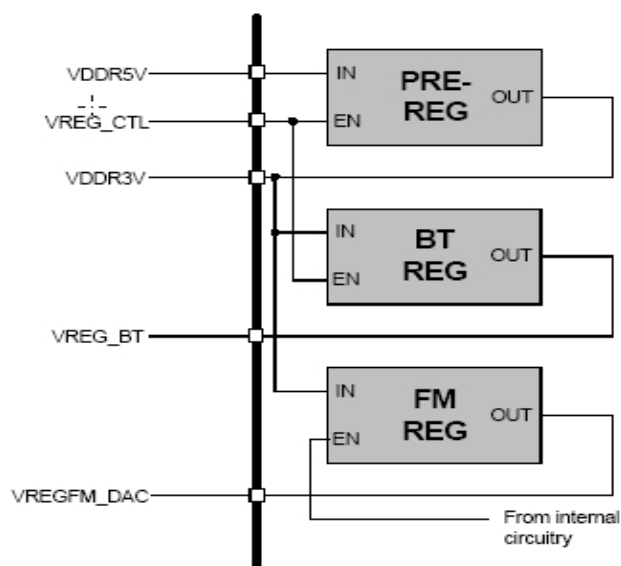 VDDR5V
VREG_CTL
VDDR3V
VREG_BT
VREGFM_DAC
IN
EN
PRE-
REG
OUT
IN
EN
BT
REG
OUT
IN
EN
FM
REG
OUT
From internal
circuitry